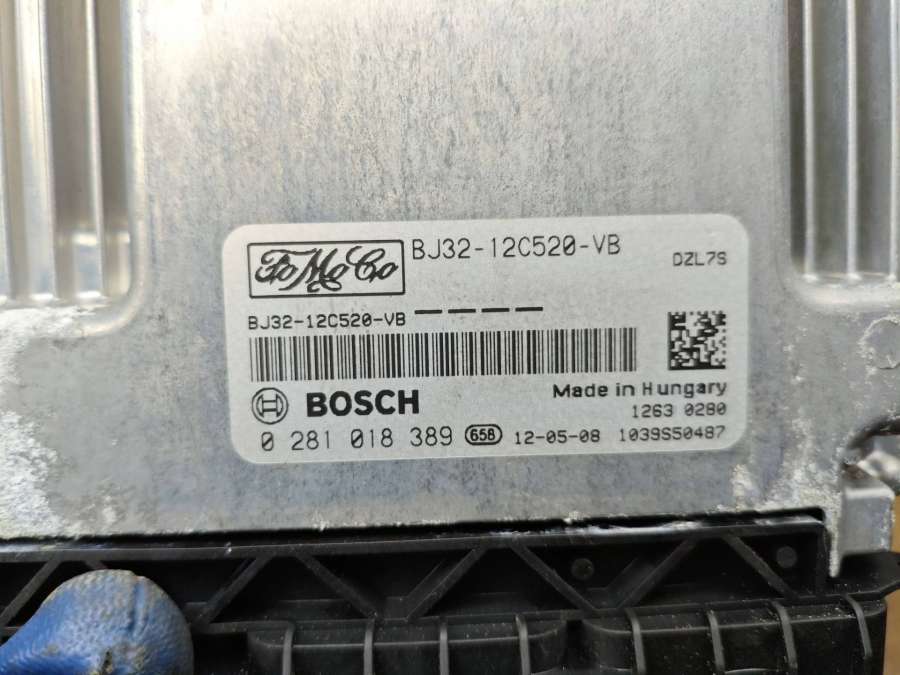 FoMoCo BJ32-12C520-VB
DZL7S
BJ32-12C520-VB ----
BOSCH
Made in Hungary
1263 0280
0 281 018 389 658 12-05-08 1039S50487